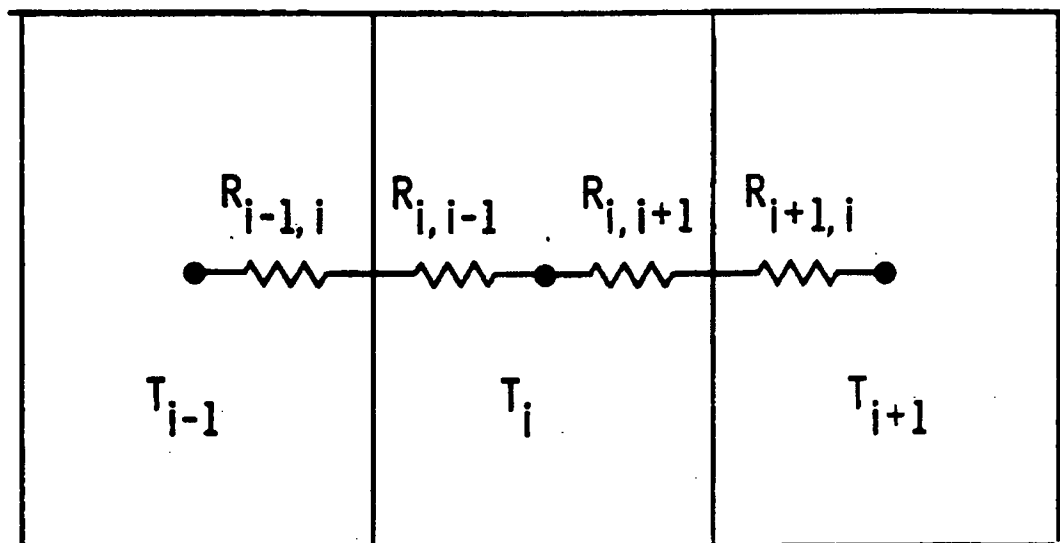 R_{i-1, i} R_{i, i-1} R_{i, i+1} R_{i+1, i}
T_{i-1} T_i T_{i+1}